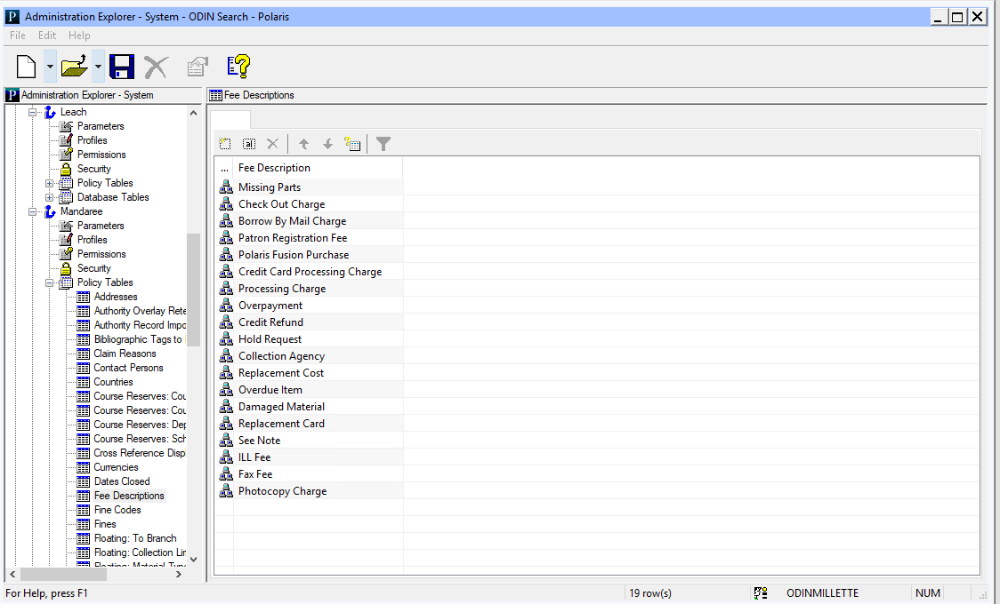 Administration Explorer - System - ODIN Search - Polaris
File Edit Help
Administration Explorer - System
Fee Descriptions
Leach
Parameters
Profiles
Permissions
Security
Policy Tables
Database Tables
Mandaree
Parameters
Profiles
Permissions
Security
Policy Tables
Addresses
Authority Overlay Rete
Authority Record Impo
Bibliographic Tags to
Claim Reasons
Contact Persons
Countries
Course Reserves: Cou
Course Reserves: Cou
Course Reserves: Dep
Course Reserves: Sch
Cross Reference Displ
Currencies
Dates Closed
Fee Descriptions
Fine Codes
Fines
Floating: To Branch
Floating: Collection Lin
Floating: Material Type
... Fee Description
Missing Parts
Check Out Charge
Borrow By Mail Charge
Patron Registration Fee
Polaris Fusion Purchase
Credit Card Processing Charge
Processing Charge
Overpayment
Credit Refund
Hold Request
Collection Agency
Replacement Cost
Overdue Item
Damaged Material
Replacement Card
See Note
ILL Fee
Fax Fee
Photocopy Charge
For Help, press F1
19 row(s)
ODINMILLETTE
NUM